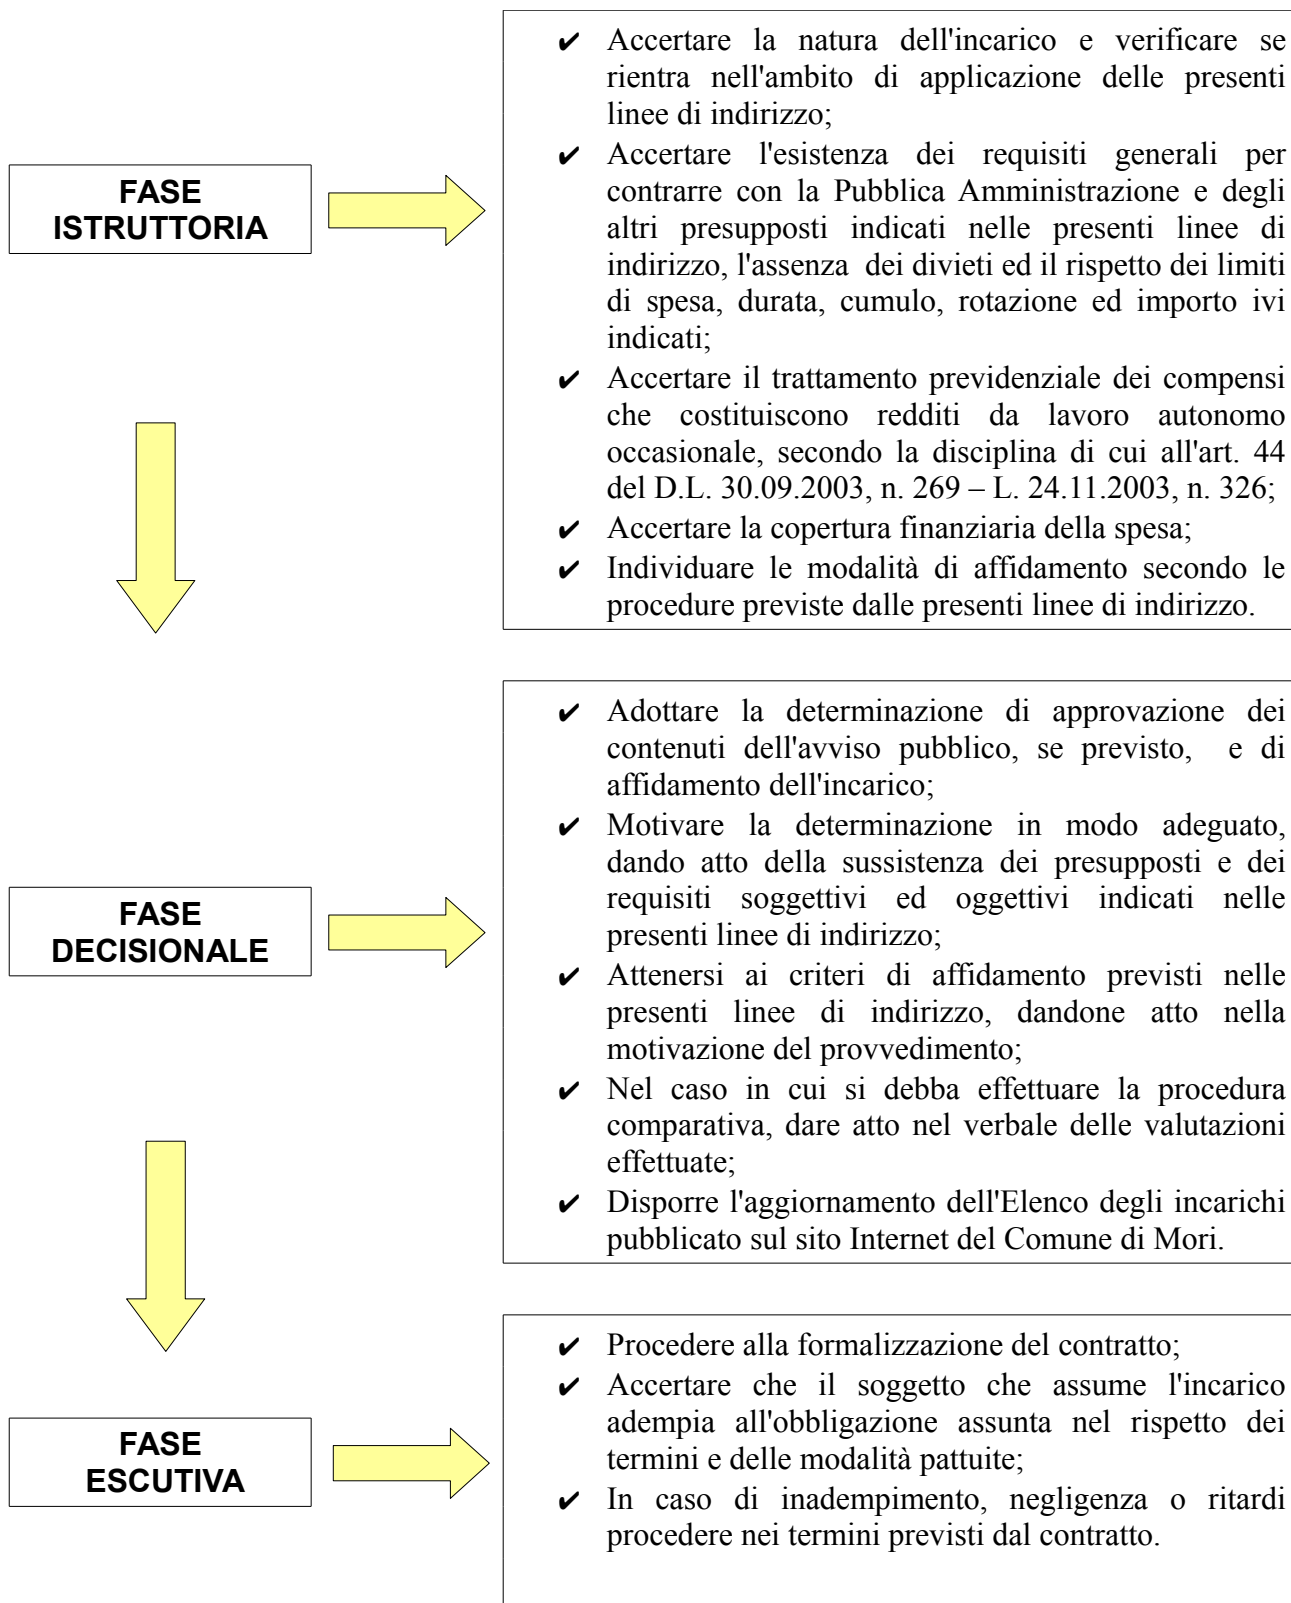 FASE
ISTRUTTORIA
✔ Accertare la natura dell'incarico e verificare se
rientra nell'ambito di applicazione delle presenti
linee di indirizzo;
✔ Accertare l'esistenza dei requisiti generali per
contrarre con la Pubblica Amministrazione e degli
altri presupposti indicati nelle presenti linee di
indirizzo, l'assenza dei divieti ed il rispetto dei limiti
di spesa, durata, cumulo, rotazione ed importo ivi
indicati;
✔ Accertare il trattamento previdenziale dei compensi
che costituiscono redditi da lavoro autonomo
occasionale, secondo la disciplina di cui all'art. 44
del D.L. 30.09.2003, n. 269 – L. 24.11.2003, n. 326;
✔ Accertare la copertura finanziaria della spesa;
✔ Individuare le modalità di affidamento secondo le
procedure previste dalle presenti linee di indirizzo.
FASE
DECISIONALE
✔ Adottare la determinazione di approvazione dei
contenuti dell'avviso pubblico, se previsto, e di
affidamento dell'incarico;
✔ Motivare la determinazione in modo adeguato,
dando atto della sussistenza dei presupposti e dei
requisiti soggettivi ed oggettivi indicati nelle
presenti linee di indirizzo;
✔ Attenersi ai criteri di affidamento previsti nelle
presenti linee di indirizzo, dandone atto nella
motivazione del provvedimento;
✔ Nel caso in cui si debba effettuare la procedura
comparativa, dare atto nel verbale delle valutazioni
effettuate;
✔ Disporre l'aggiornamento dell'Elenco degli incarichi
pubblicato sul sito Internet del Comune di Mori.
FASE
ESCUTIVA
✔ Procedere alla formalizzazione del contratto;
✔ Accertare che il soggetto che assume l'incarico
adempia all'obbligazione assunta nel rispetto dei
termini e delle modalità pattuite;
✔ In caso di inadempimento, negligenza o ritardi
procedere nei termini previsti dal contratto.